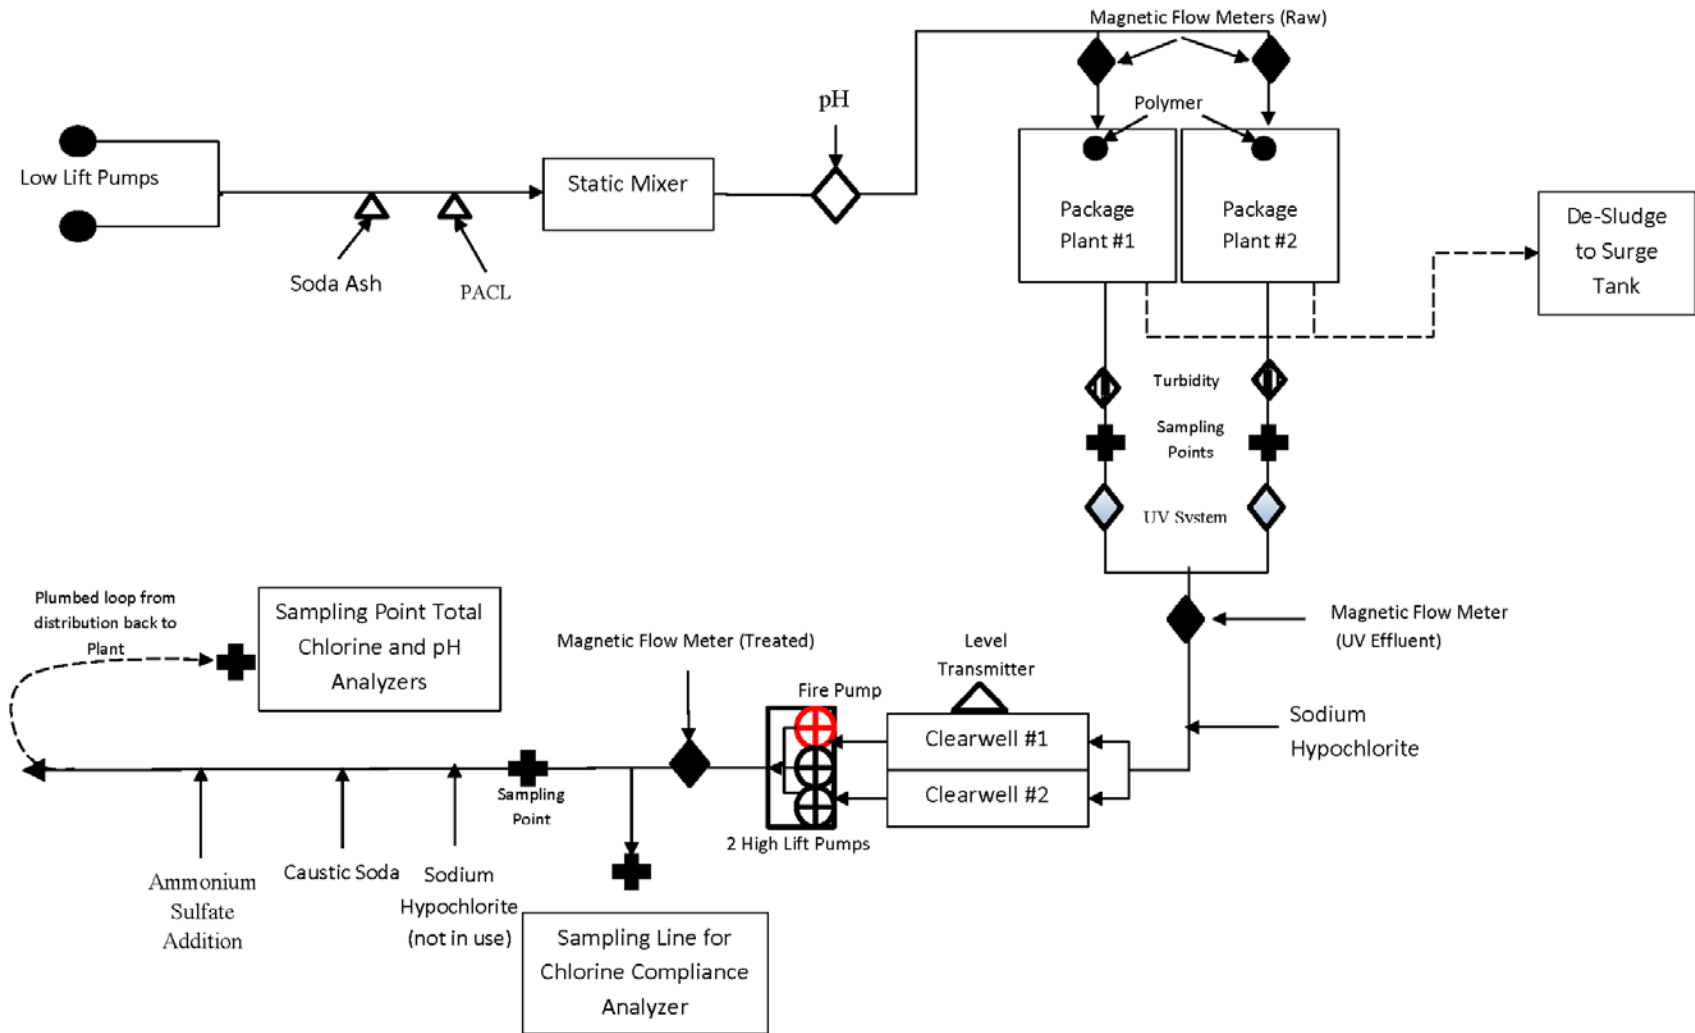 Magnetic Flow Meters (Raw)
pH
Polymer
Low Lift Pumps
Static Mixer
Package
Plant #1
Package
Plant #2
De-Sludge
to Surge
Tank
Soda Ash
PACL
Turbidity
Sampling
Points
UV System
Plumbed loop from
distribution back to
Plant
Sampling Point Total
Chlorine and pH
Analyzers
Magnetic Flow Meter (Treated)
Level
Transmitter
Magnetic Flow Meter
(UV Effluent)
Fire Pump
Sodium
Hypochlorite
Clearwell #1
Clearwell #2
Sampling
Point
2 High Lift Pumps
Ammonium
Sulfate
Addition
Caustic Soda
Sodium
Hypochlorite
(not in use)
Sampling Line for
Chlorine Compliance
Analyzer